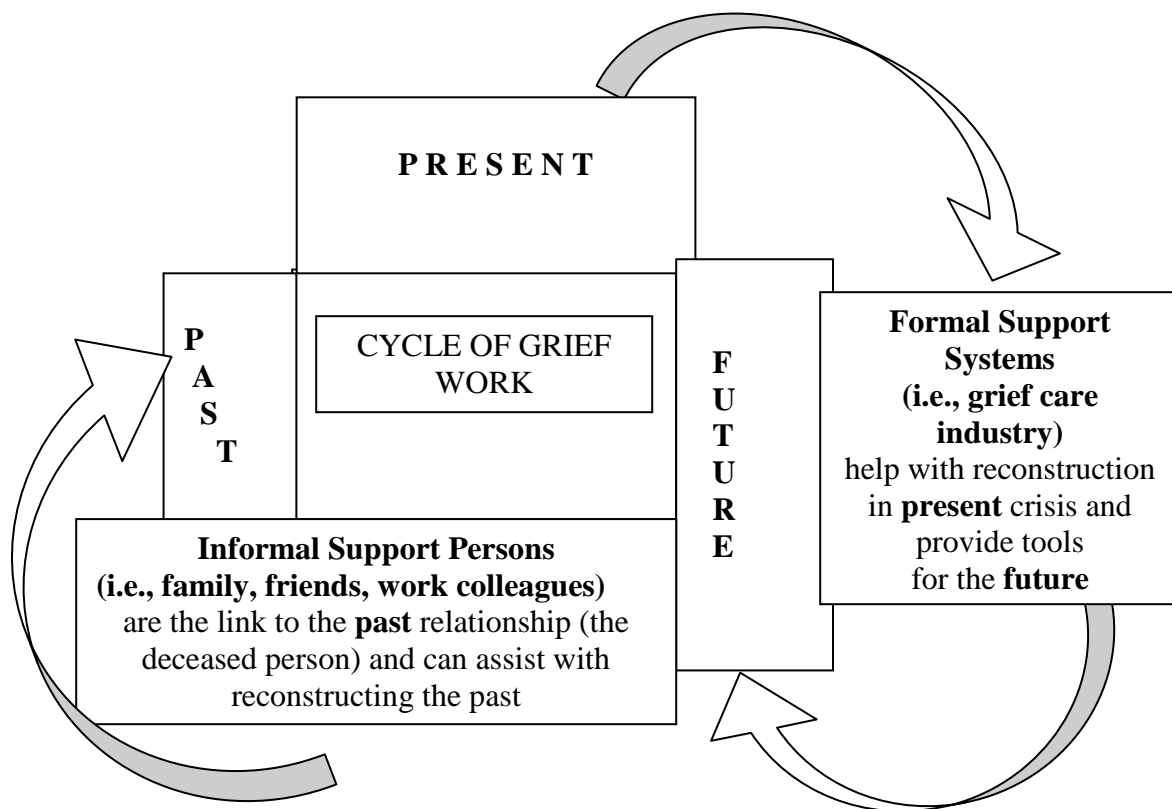 P R E S E N T
P
A
S
T
CYCLE OF GRIEF
WORK
F
U
T
U
R
E
Formal Support
Systems
(i.e., grief care
industry)
help with reconstruction
in present crisis and
provide tools
for the future
Informal Support Persons
(i.e., family, friends, work colleagues)
are the link to the past relationship (the
deceased person) and can assist with
reconstructing the past